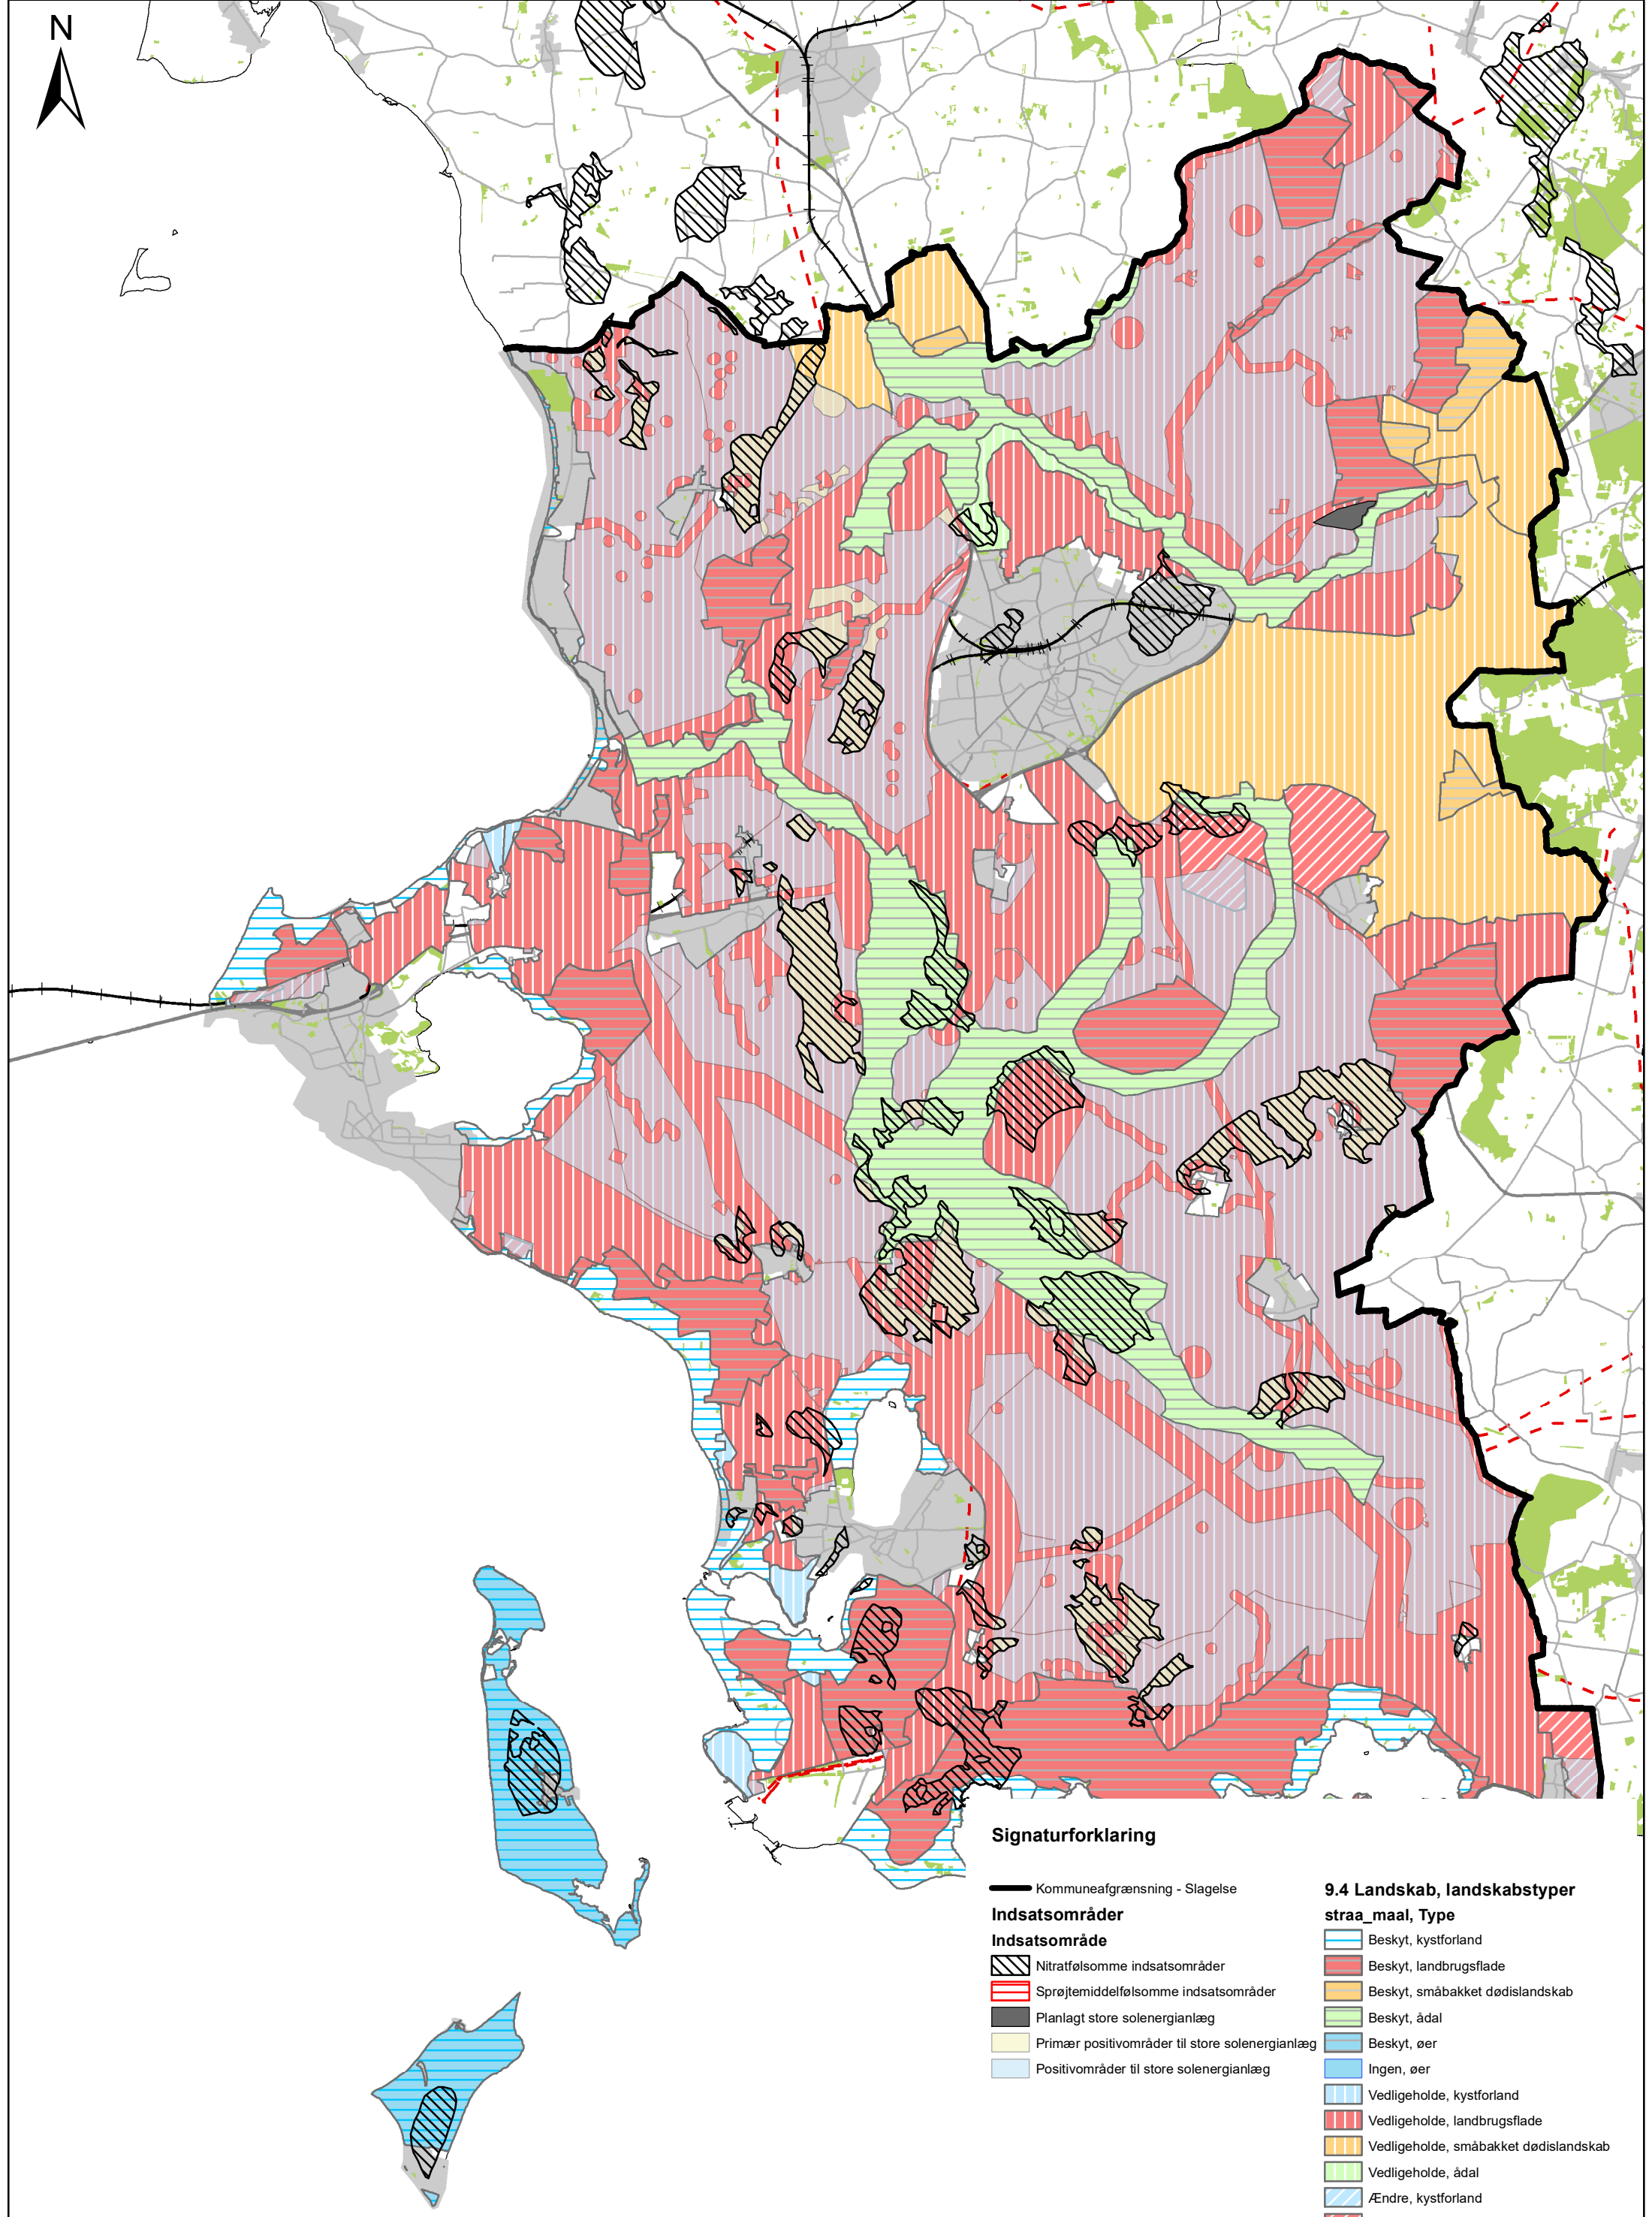 N
Signaturforklaring
Kommuneafgrænsning - Slagelse
Indsatsområder
Indsatsområde
Nitratfølsomme indsatsområder
Sprøjtemiddelfølsomme indsatsområder
Planlagt store solenergianlæg
Primær positivområder til store solenergianlæg
Positivområder til store solenergianlæg
9.4 Landskab, landskabstyper
straa_maal, Type
Beskyt, kystforland
Beskyt, landbrugsflade
Beskyt, småbakket dødislandskab
Beskyt, ådal
Beskyt, øer
Ingen, øer
Vedligeholde, kystforland
Vedligeholde, landbrugsflade
Vedligeholde, småbakket dødislandskab
Vedligeholde, ådal
Ændre, kystforland